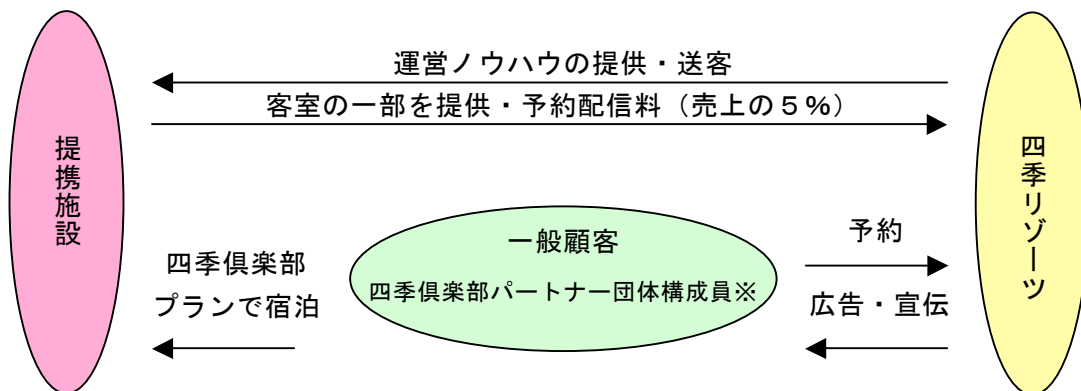 運営ノウハウの提供・送客
客室の一部を提供・予約配信料（売上の５％）
提携施設
四季リゾーツ
一般顧客
四季倶楽部パートナー団体構成員※
四季倶楽部
プランで宿泊
予約
広告・宣伝